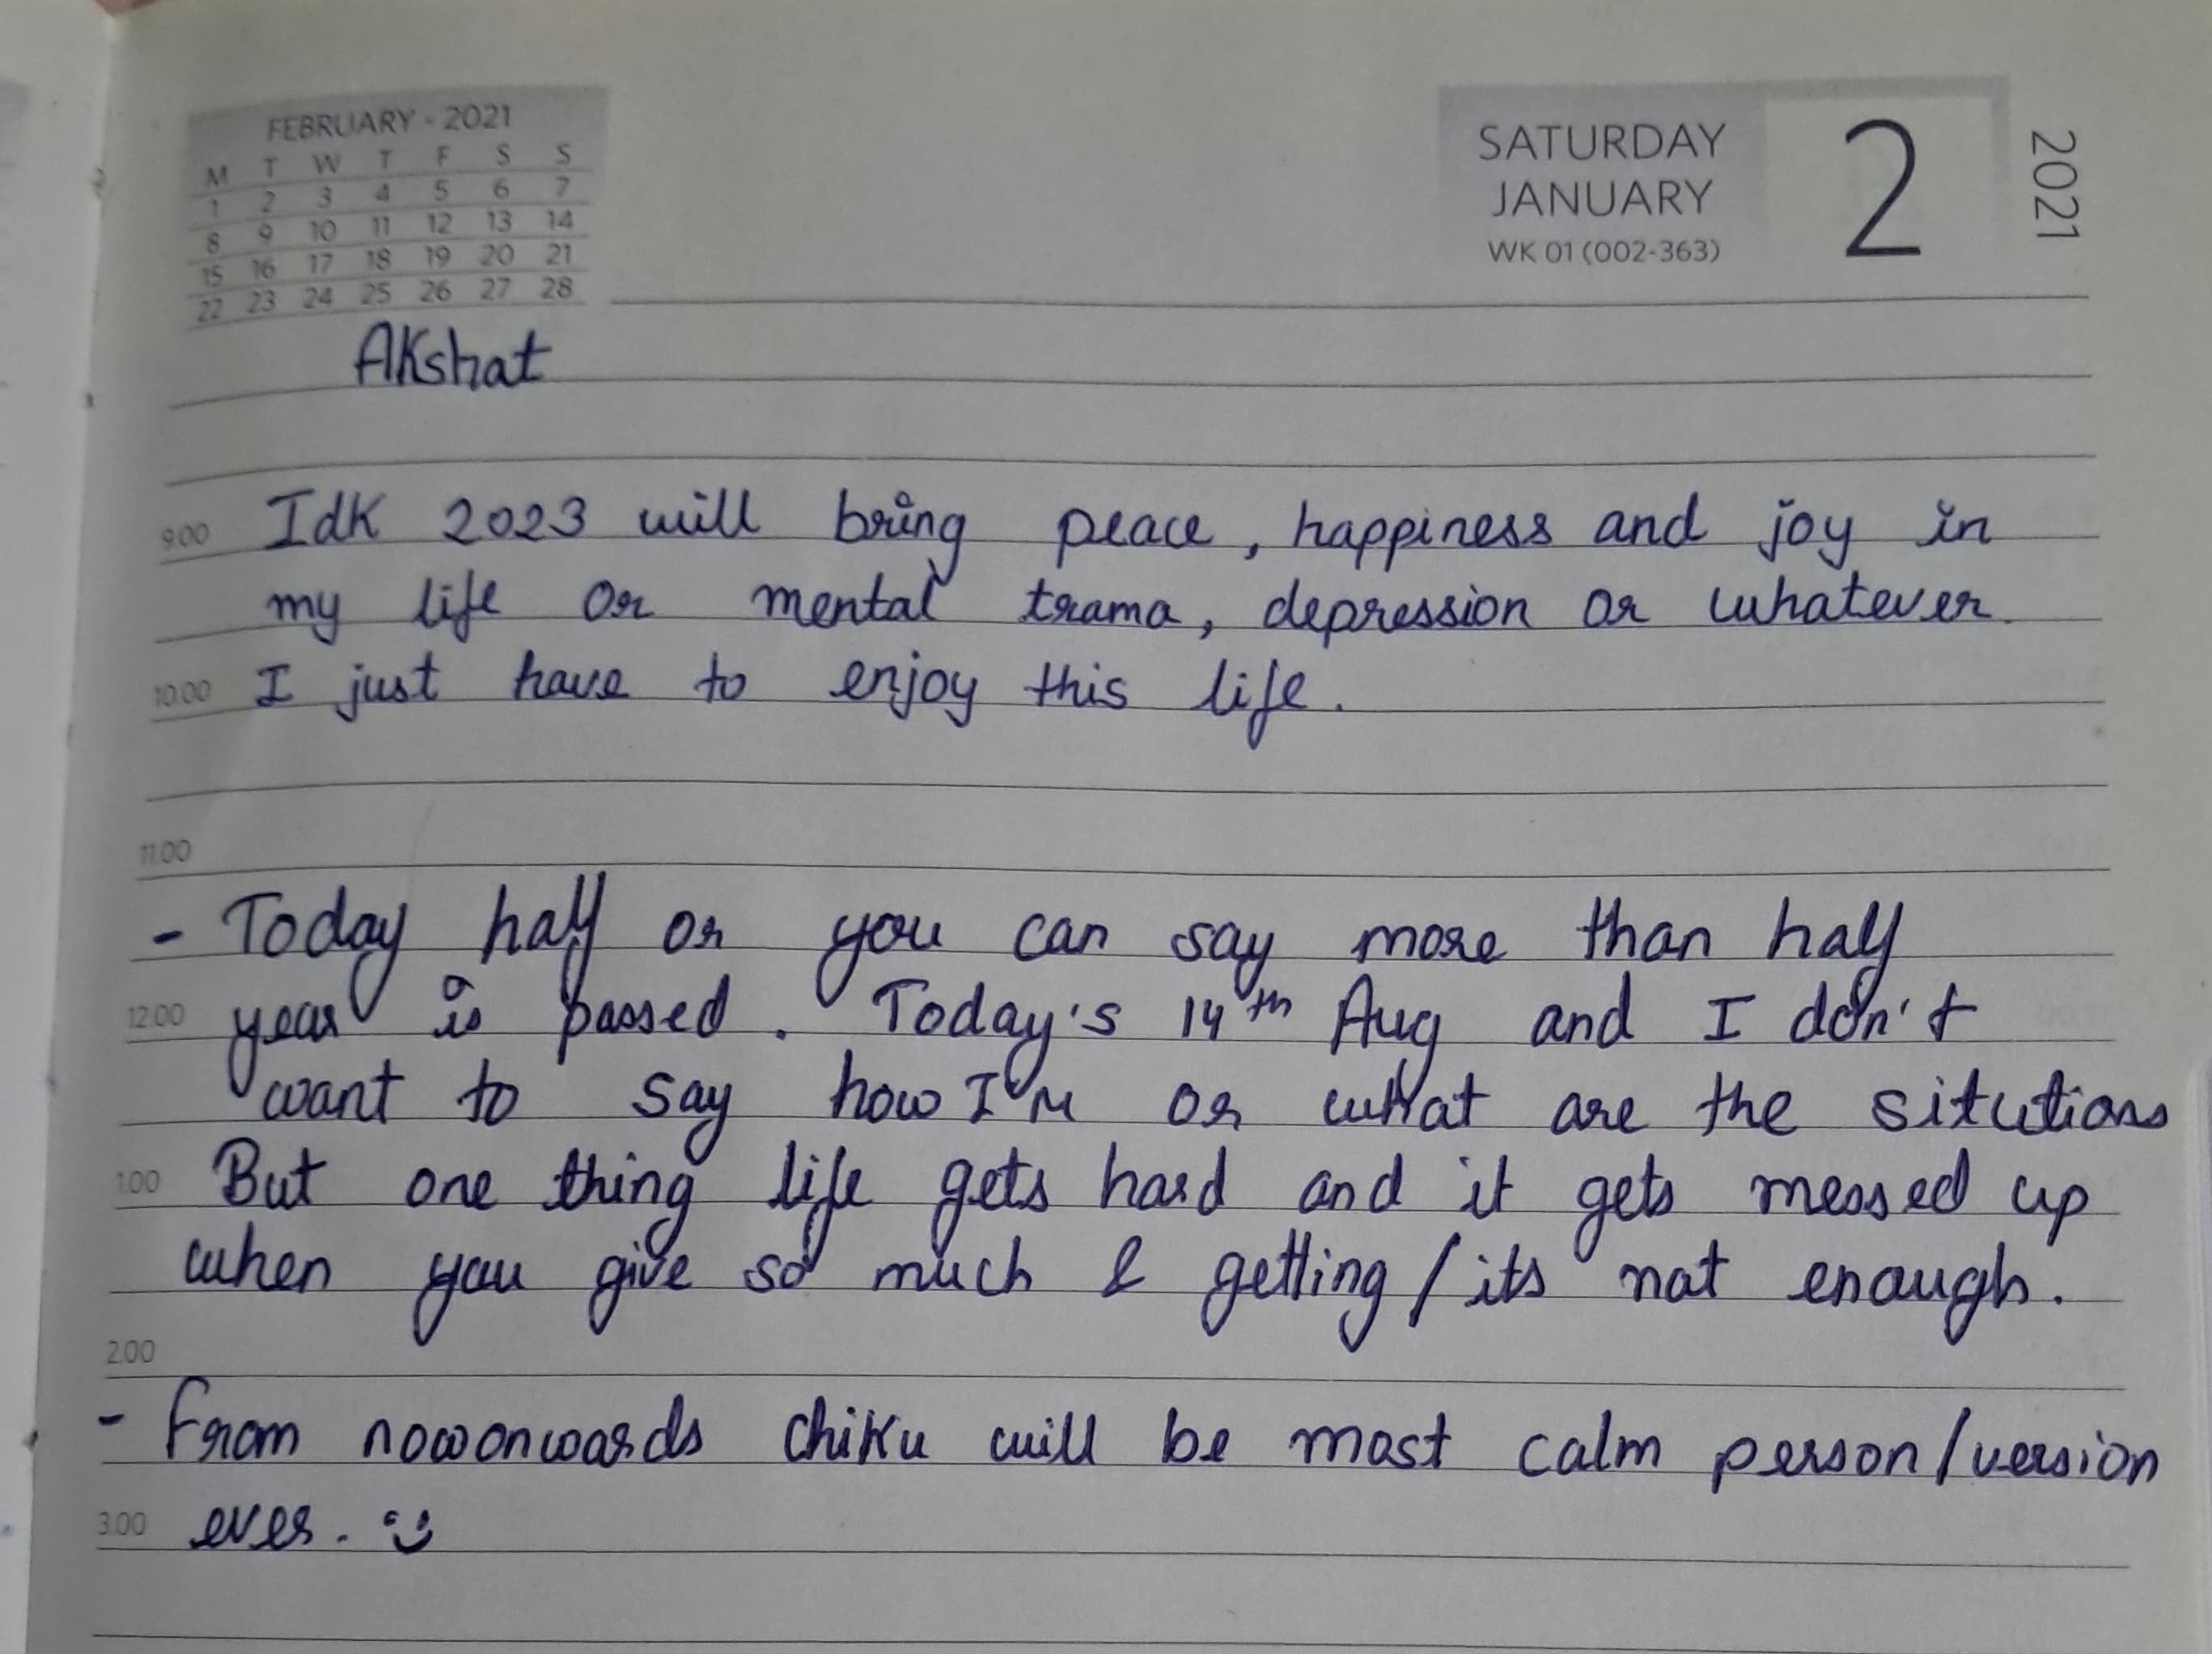 FEBRUARY - 2021
M T W T F S S
1 2 3 4 5 6 7
8 9 10 11 12 13 14
15 16 17 18 19 20 21
22 23 24 25 26 27 28
SATURDAY
JANUARY
WK 01 (002-363)
2
2021
Akshat
9.00 Idk 2023 will bring peace, happiness and joy in
my life or mental trama, depression or whatever.
10.00 I just have to enjoy this life.
11.00
- Today half or you can say more than half
12.00 year is passed. Today's 14th Aug and I don't
want to say how I'm or what are the situtions
1.00 But one thing life gets hard and it gets messed up
when you give so much & getting/its not enough.
2.00
- From nowonwards chiku will be most calm person/version
3.00 ever. :)